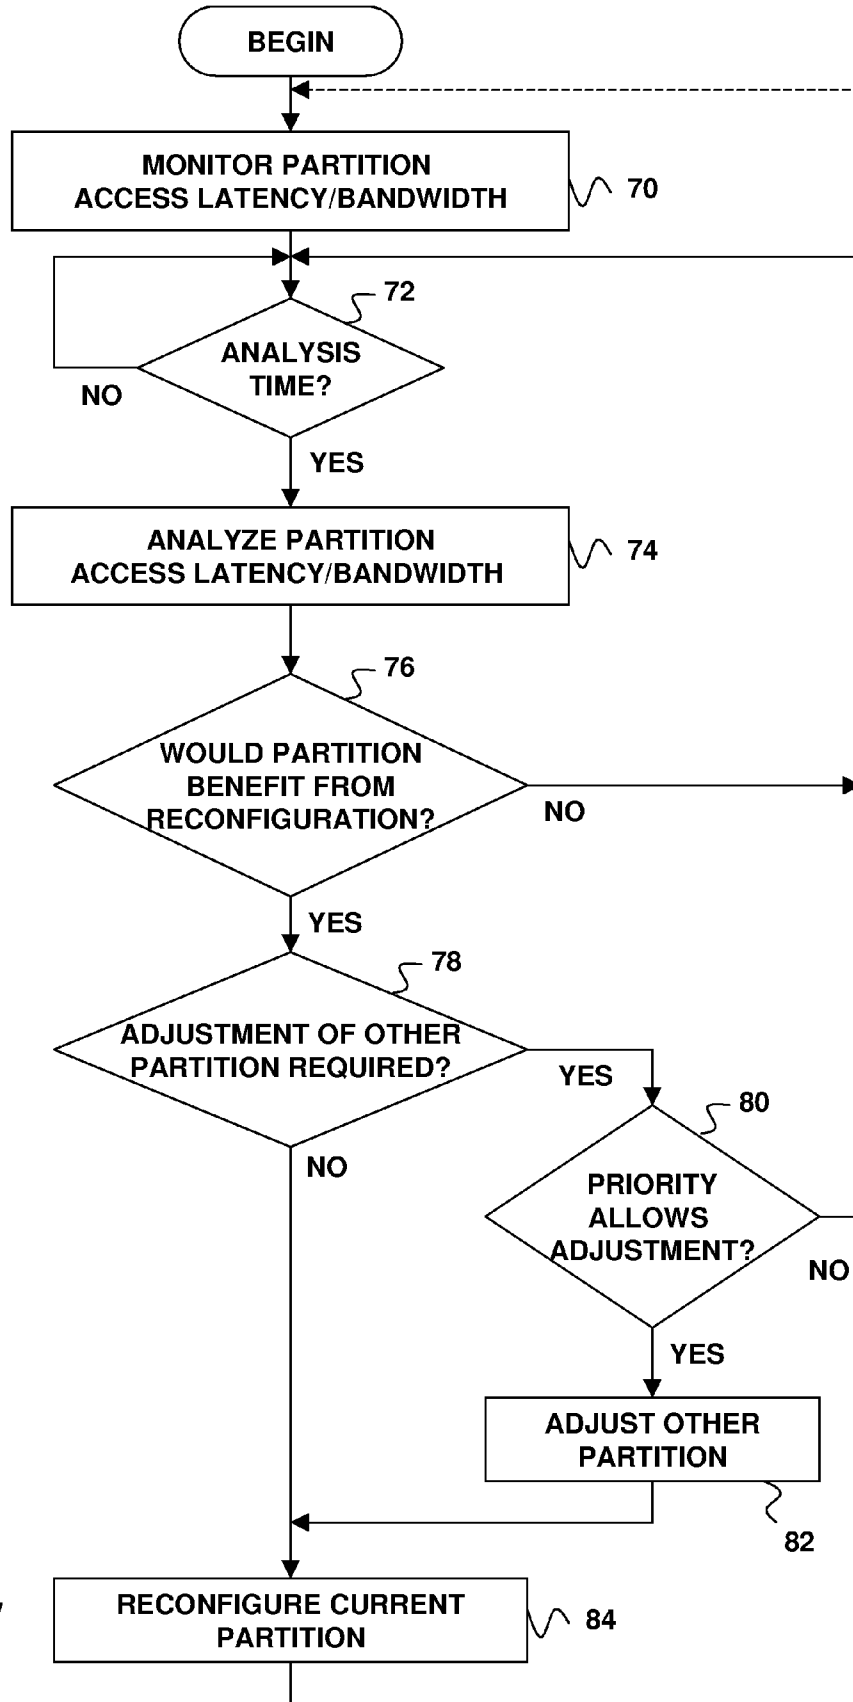 BEGIN
MONITOR PARTITION
ACCESS LATENCY/BANDWIDTH
70
72
ANALYSIS
TIME?
NO
YES
ANALYZE PARTITION
ACCESS LATENCY/BANDWIDTH
74
76
WOULD PARTITION
BENEFIT FROM
RECONFIGURATION?
NO
YES
78
ADJUSTMENT OF OTHER
PARTITION REQUIRED?
YES
80
NO
PRIORITY
ALLOWS
ADJUSTMENT?
NO
YES
ADJUST OTHER
PARTITION
82
RECONFIGURE CURRENT
PARTITION
84